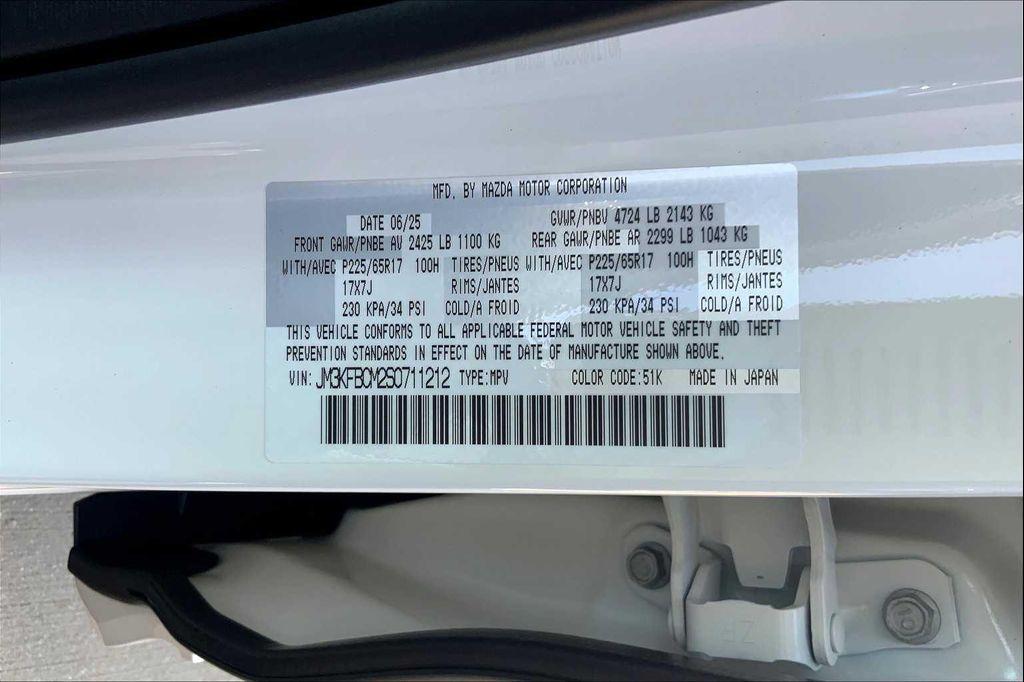 MFD. BY MAZDA MOTOR CORPORATION
DATE 06/25 GVWR/PNBV 4724 LB 2143 KG
FRONT GAWR/PNBE AV 2425 LB 1100 KG REAR GAWR/PNBE AR 2299 LB 1043 KG
WITH/AVEC P225/65R17 100H TIRES/PNEUS WITH/AVEC P225/65R17 100H TIRES/PNEUS
17X7J RIMS/JANTES 17X7J RIMS/JANTES
230 KPA/34 PSI COLD/A FROID 230 KPA/34 PSI COLD/A FROID
THIS VEHICLE CONFORMS TO ALL APPLICABLE FEDERAL MOTOR VEHICLE SAFETY AND THEFT
PREVENTION STANDARDS IN EFFECT ON THE DATE OF MANUFACTURE SHOWN ABOVE.
VIN: JM3KFBCM2S0711212 TYPE:MPV COLOR CODE:51K MADE IN JAPAN
ZF